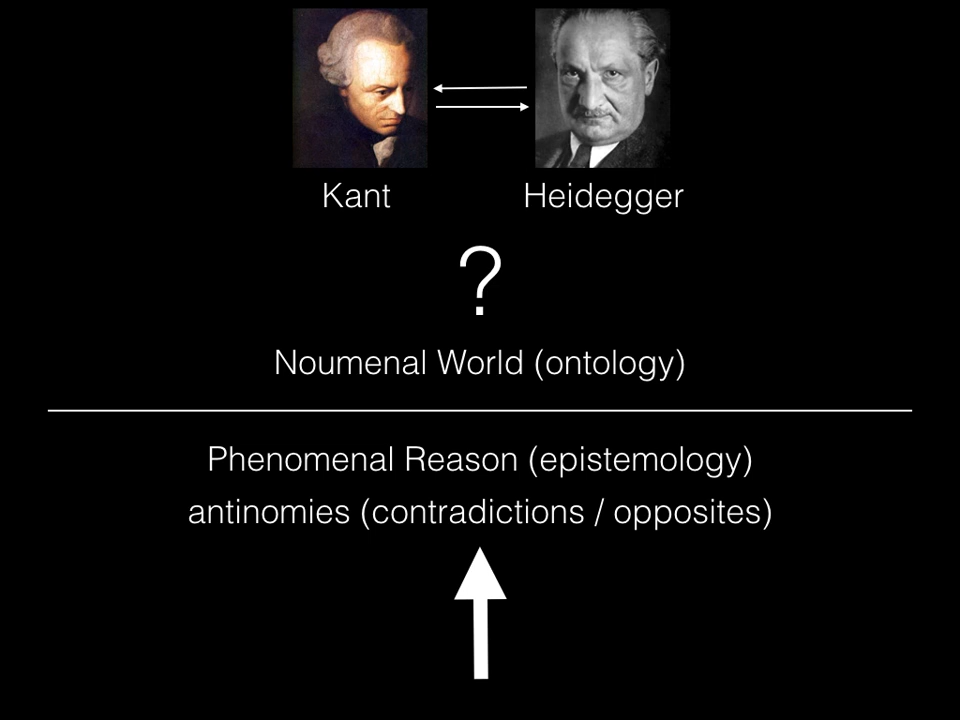 Kant
Heidegger
?
Noumenal World (ontology)
Phenomenal Reason (epistemology)
antinomies (contradictions / opposites)